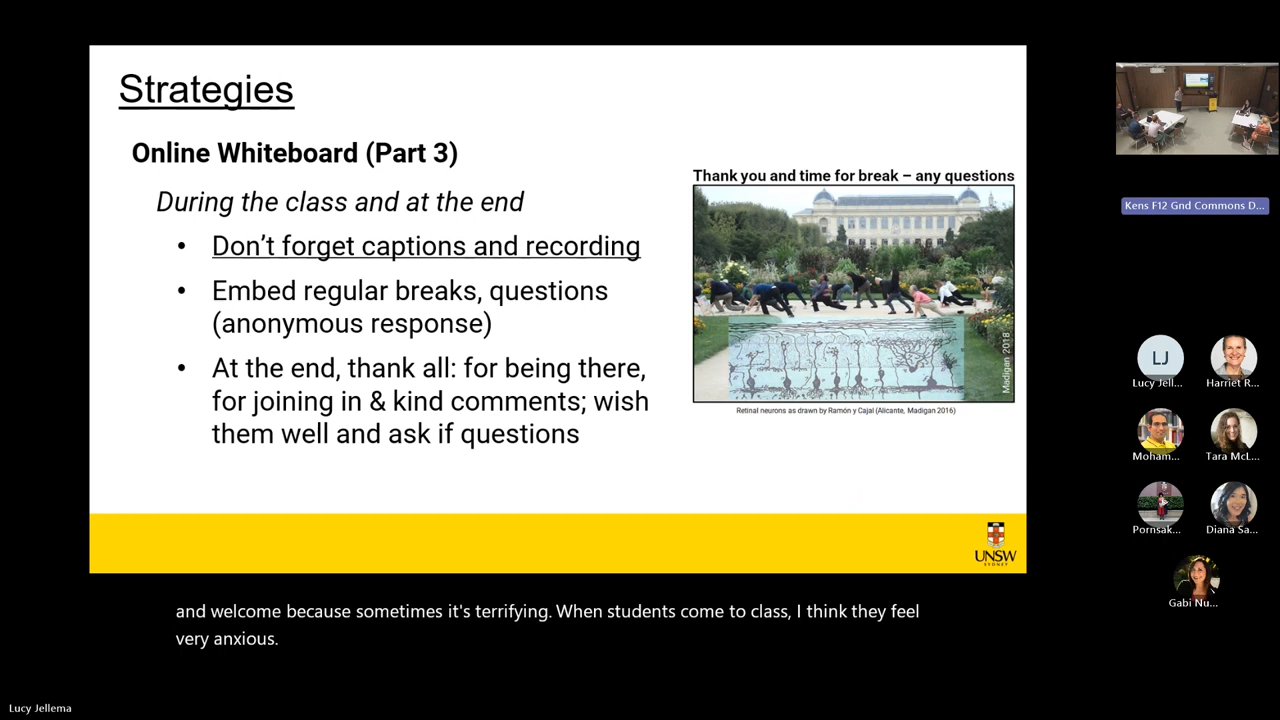 Strategies
Online Whiteboard (Part 3)
During the class and at the end
• Don't forget captions and recording
• Embed regular breaks, questions
(anonymous response)
• At the end, thank all: for being there,
for joining in & kind comments; wish
them well and ask if questions
Thank you and time for break – any questions
Madigan 2018
Retinal neurons as drawn by Ramón y Cajal (Alicante, Madigan 2016)
UNSW
SYDNEY
Kens F12 Gnd Commons D...
LJ
Lucy Jell...
Harriet R...
Moham...
Tara McL...
Pornsak...
Diana Sa...
Gabi Nu...
and welcome because sometimes it's terrifying. When students come to class, I think they feel
very anxious.
Lucy Jellema